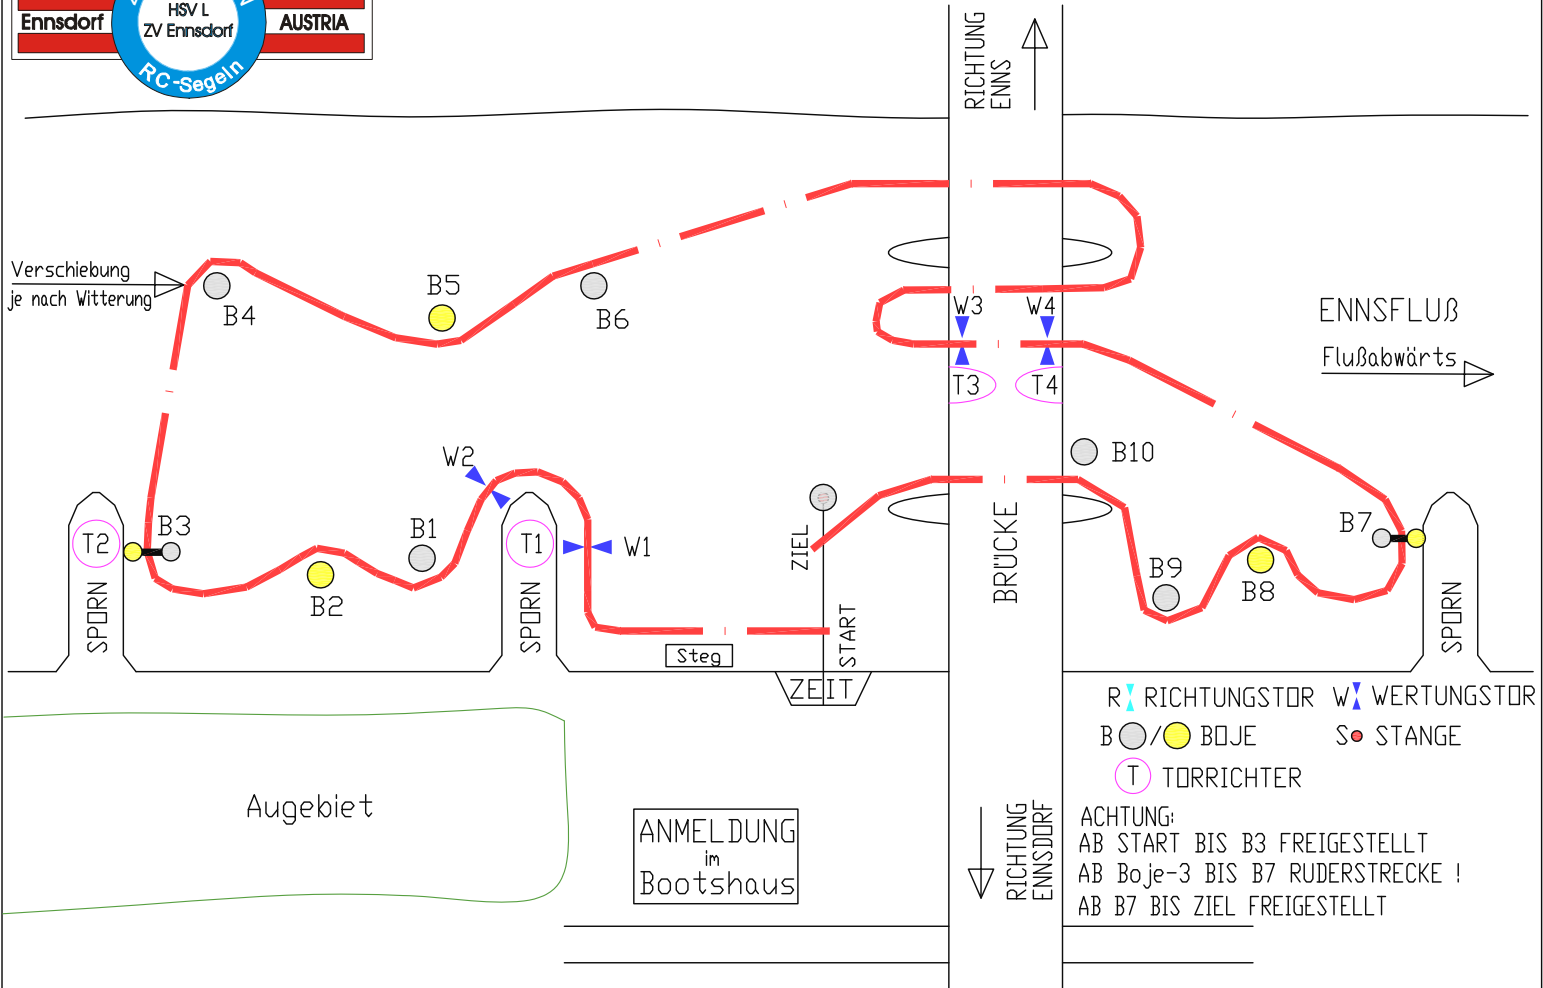 HSV L
Ennsdorf
ZV Ennsdorf
AUSTRIA
RC-Segeln
RICHTUNG
ENNS
Verschiebung
je nach Witterung
B4
B5
B6
W3
W4
T3
T4
ENNSFLUß
Flußabwärts
W2
B10
B3
T2
B1
T1
W1
B2
ZIEL
BRÜCKE
B7
B9
B8
SPORN
SPORN
SPORN
START
Steg
ZEIT
R RICHTUNGSTOR
W WERTUNGSTOR
B / BOJE
S STANGE
T TORRICHTER
Augebiet
ANMELDUNG
im
Bootshaus
RICHTUNG
ENNSDORF
ACHTUNG:
AB START BIS B3 FREIGESTELLT
AB Boje-3 BIS B7 RUDERSTRECKE !
AB B7 BIS ZIEL FREIGESTELLT